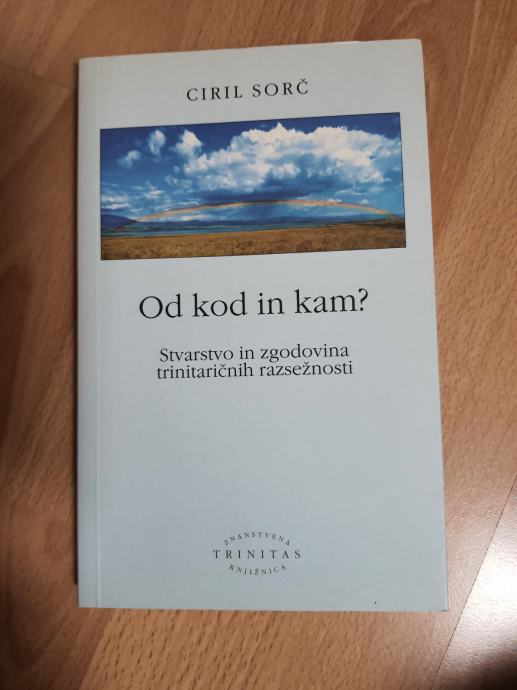 CIRIL SORČ
Od kod in kam?
Stvarstvo in zgodovina
trinitaričnih razsežnosti
ZNANSTVENA
TRINITAS
KNJIŽNICA